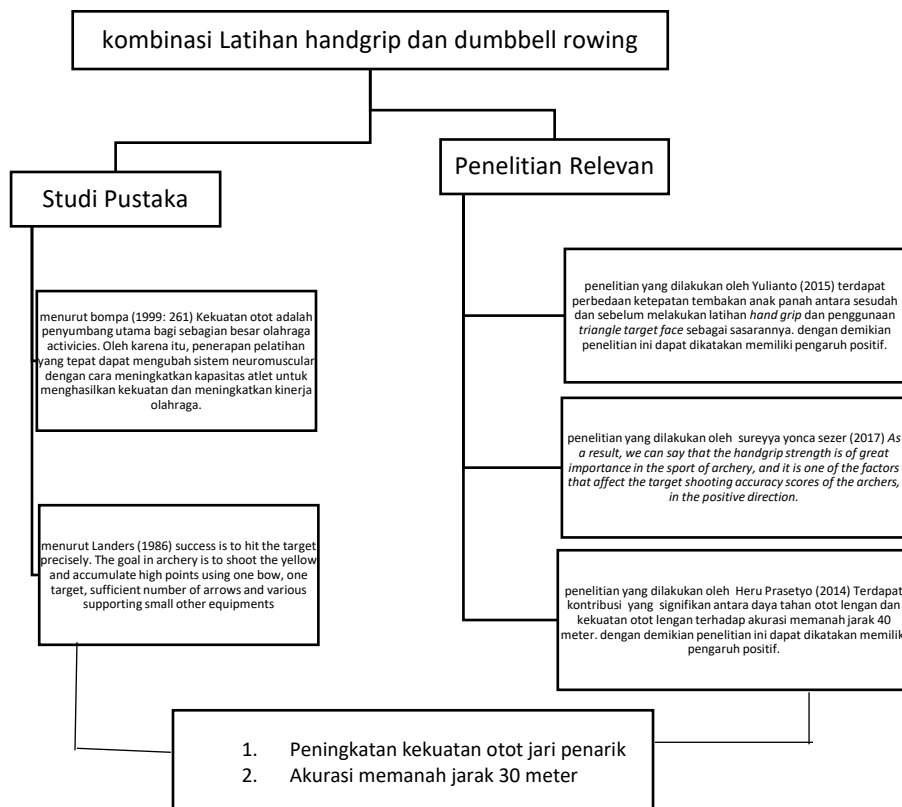 kombinasi Latihan handgrip dan dumbbell rowing
Studi Pustaka
menurut bompa (1999: 261) Kekuatan otot adalah
penyumbang utama bagi sebagian besar olahraga
activicies. Oleh karena itu, penerapan pelatihan
yang tepat dapat mengubah sistem neuromuscular
dengan cara meningkatkan kapasitas atlet untuk
menghasilkan kekuatan dan meningkatkan kinerja
olahraga.
menurut Landers (1986) success is to hit the target
precisely. The goal in archery is to shoot the yellow
and accumulate high points using one bow, one
target, sufficient number of arrows and various
supporting small other equipments
Penelitian Relevan
penelitian yang dilakukan oleh Yulianto (2015) terdapat
perbedaan ketepatan tembakan anak panah antara sesudah
dan sebelum melakukan latihan hand grip dan penggunaan
triangle target face sebagai sasarannya. dengan demikian
penelitian ini dapat dikatakan memiliki pengaruh positif.
penelitian yang dilakukan oleh sureyya yonca sezer (2017) As
a result, we can say that the handgrip strength is of great
importance in the sport of archery, and it is one of the factors
that affect the target shooting accuracy scores of the archers,
in the positive direction.
penelitian yang dilakukan oleh Heru Prasetyo (2014) Terdapat
kontribusi yang signifikan antara daya tahan otot lengan dan
kekuatan otot lengan terhadap akurasi memanah jarak 40
meter. dengan demikian penelitian ini dapat dikatakan memilik
pengaruh positif.
1. Peningkatan kekuatan otot jari penarik
2. Akurasi memanah jarak 30 meter